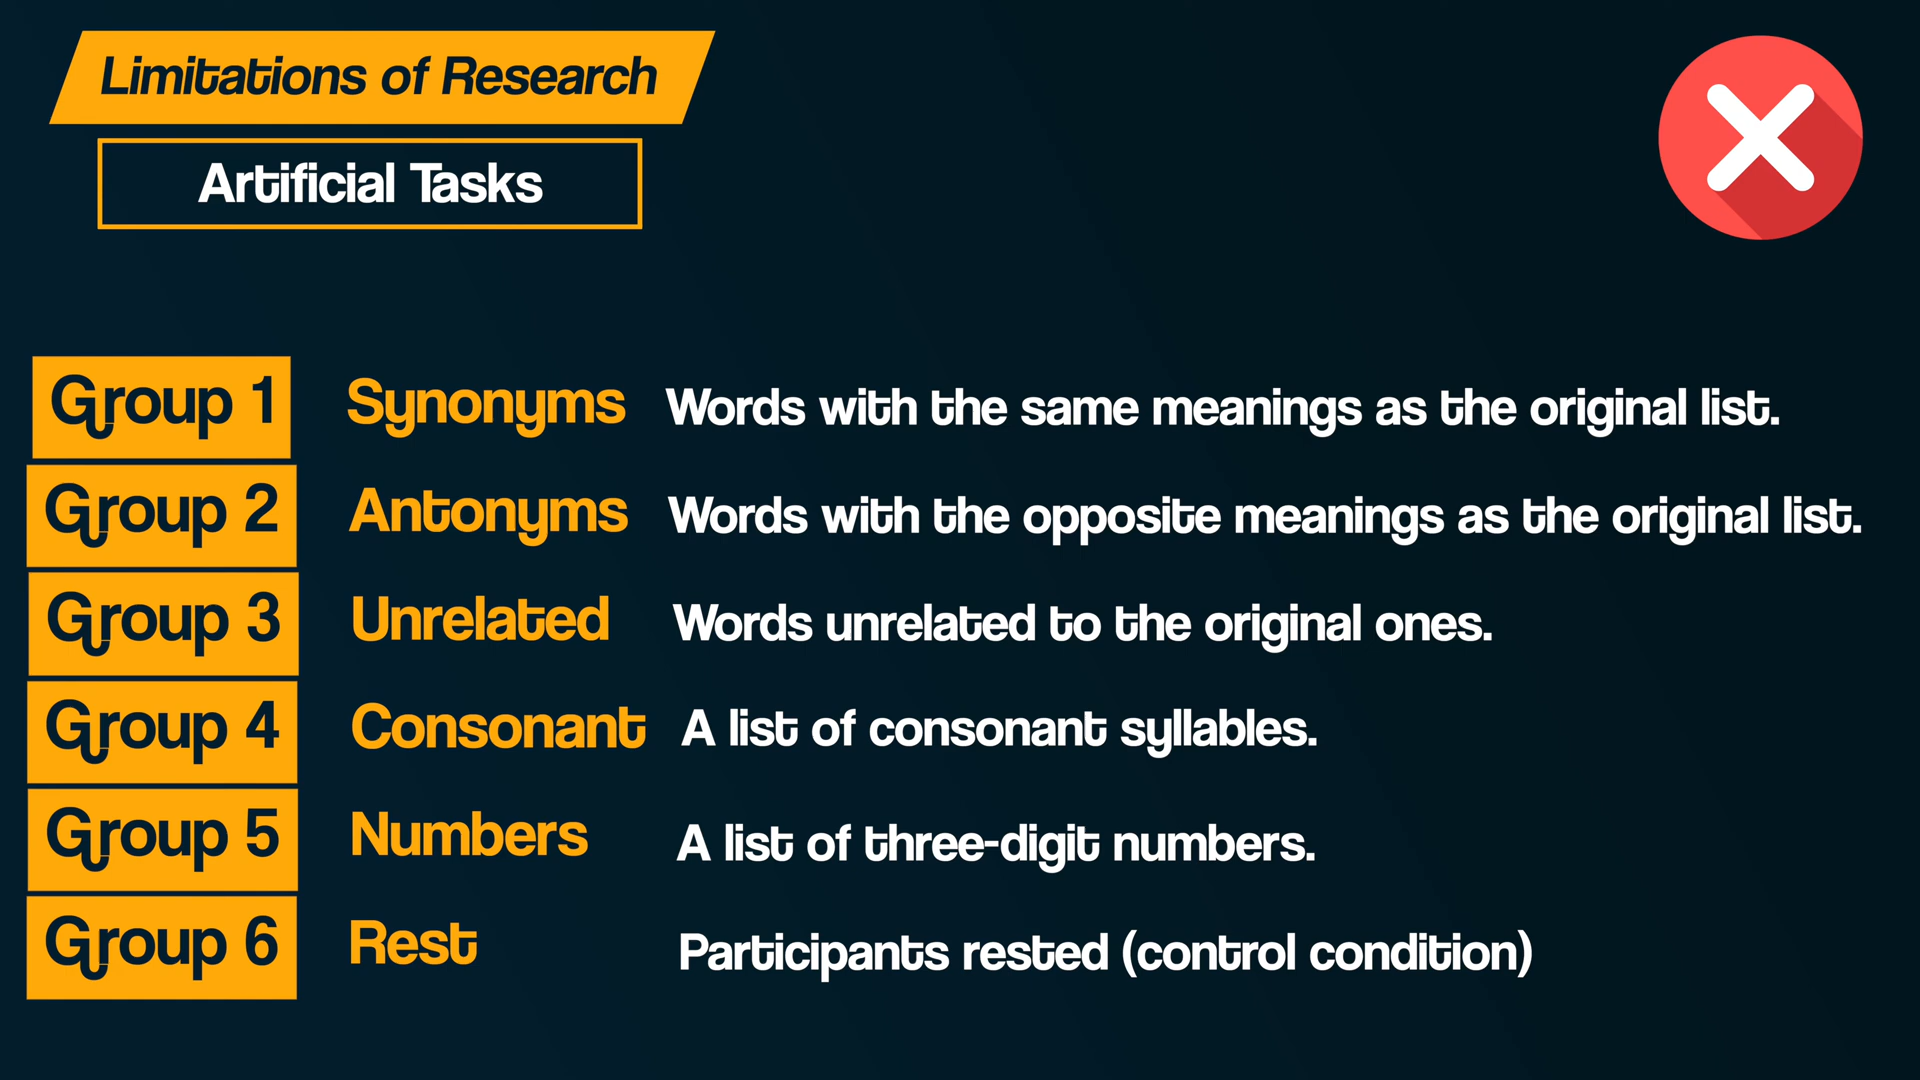 Limitations of Research
Artificial Tasks
Group 1 Synonyms Words with the same meanings as the original list.
Group 2 Antonyms Words with the opposite meanings as the original list.
Group 3 Unrelated Words unrelated to the original ones.
Group 4 Consonant A list of consonant syllables.
Group 5 Numbers A list of three-digit numbers.
Group 6 Rest Participants rested (control condition)